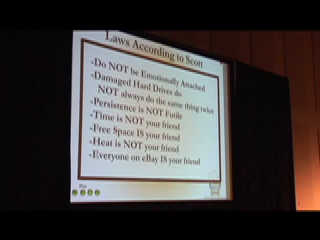 Laws According to Scott
-Do NOT be Emotionally Attached
-Damaged Hard Drives do
NOT always do the same thing twice
-Persistence is NOT Futile
-Time is NOT your friend
-Free Space IS your friend
-Heat is NOT your friend
-Everyone on eBay IS your friend